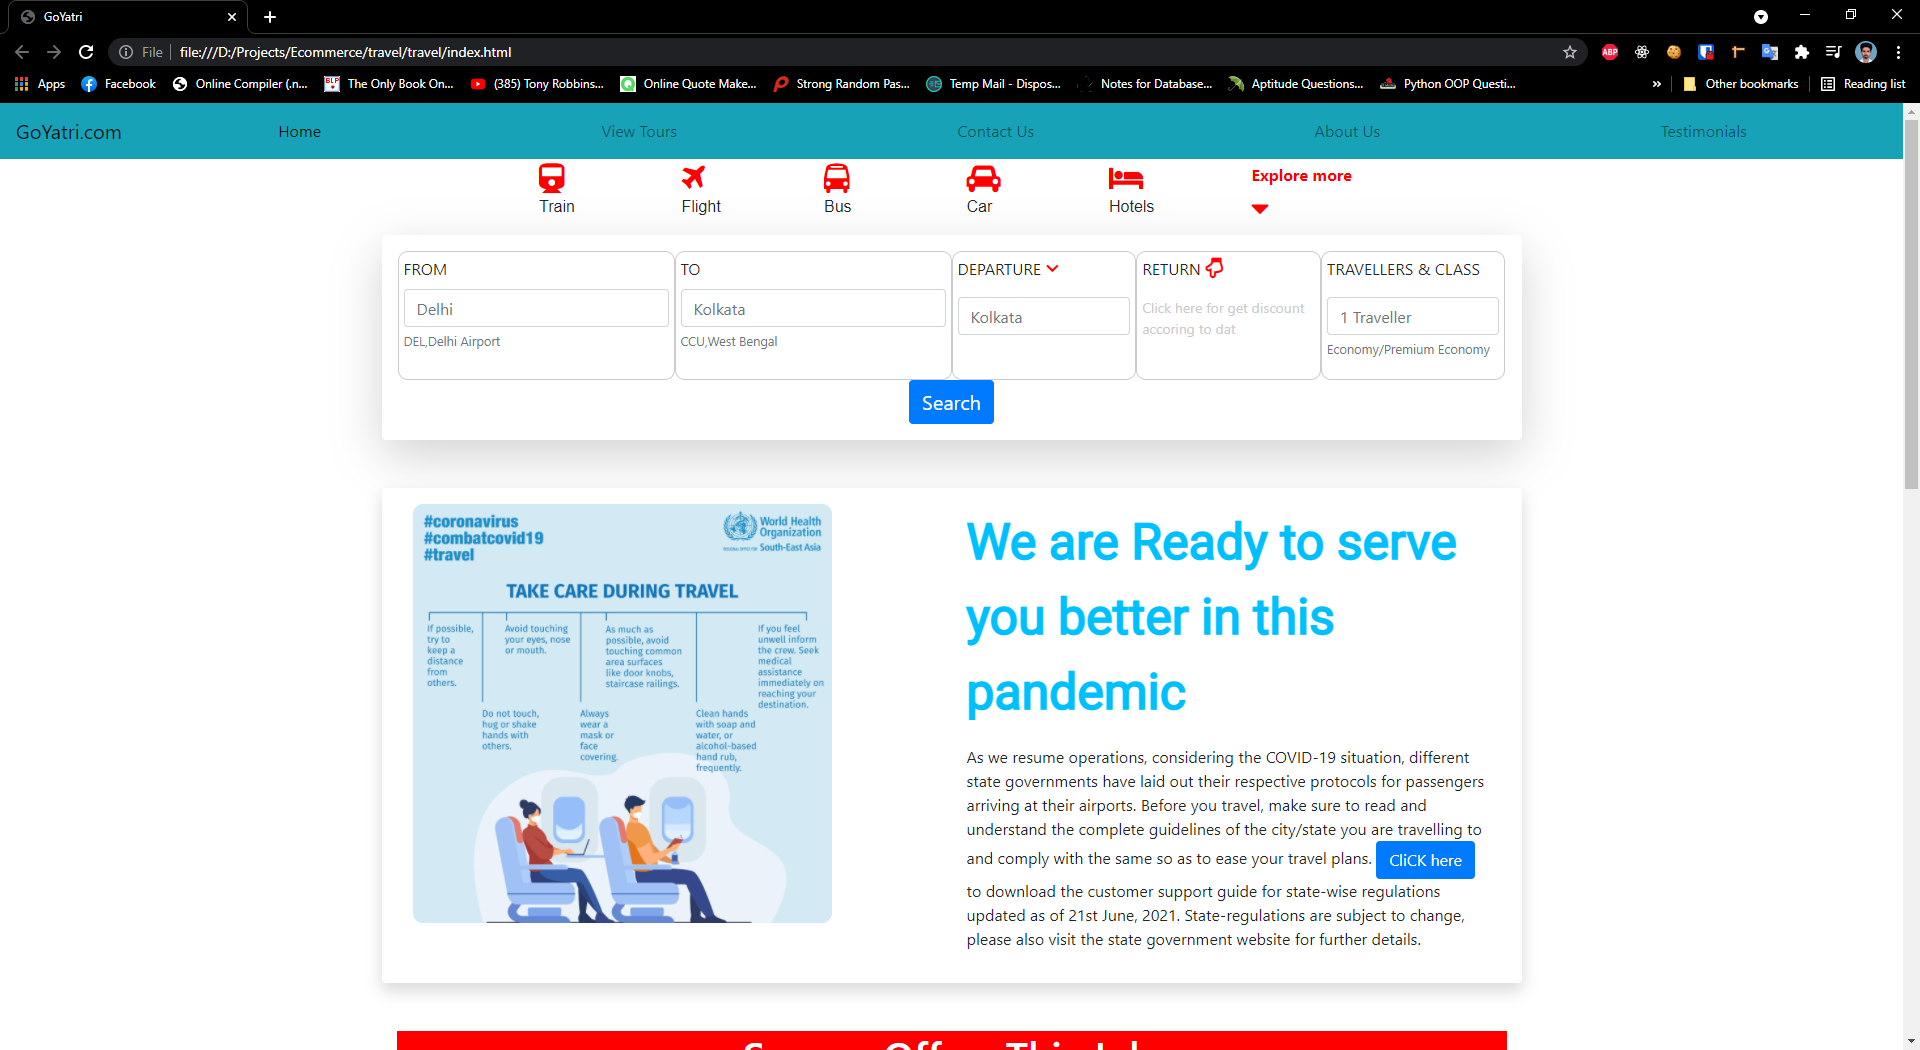 GoYatri
File file:///D:/Projects/Ecommerce/travel/travel/index.html
ABP
Apps Facebook Online Compiler (.n... BLP The Only Book On... (385) Tony Robbins... Online Quote Make... Strong Random Pas... Temp Mail - Dispos... Notes for Database... Aptitude Questions... Python OOP Questi... » Other bookmarks Reading list
GoYatri.com Home View Tours Contact Us About Us Testimonials
Train Flight Bus Car Hotels Explore more
FROM
Delhi
DEL,Delhi Airport
TO
Kolkata
CCU,West Bengal
DEPARTURE
Kolkata
RETURN
Click here for get discount
accoring to dat
TRAVELLERS & CLASS
1 Traveller
Economy/Premium Economy
Search
#coronavirus
#combatcovid19
#travel
World Health
Organization
REGIONAL OFFICE FOR South-East Asia
TAKE CARE DURING TRAVEL
If possible,
try to
keep a
distance
from
others.
Do not touch,
hug or shake
hands with
others.
Avoid touching
your eyes, nose
or mouth.
Always
wear a
mask or
face
covering.
As much as
possible, avoid
touching common
area surfaces
like door knobs,
staircase railings.
Clean hands
with soap and
water, or
alcohol-based
hand rub,
frequently.
If you feel
unwell inform
the crew. Seek
medical
assistance
immediately on
reaching your
destination.
We are Ready to serve
you better in this
pandemic
As we resume operations, considering the COVID-19 situation, different
state governments have laid out their respective protocols for passengers
arriving at their airports. Before you travel, make sure to read and
understand the complete guidelines of the city/state you are travelling to
and comply with the same so as to ease your travel plans. CliCK here
to download the customer support guide for state-wise regulations
updated as of 21st June, 2021. State-regulations are subject to change,
please also visit the state government website for further details.